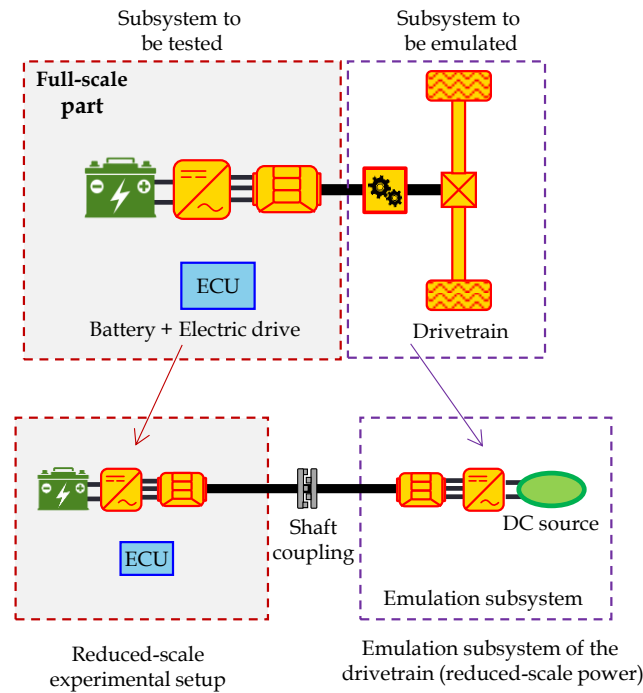 Subsystem to
be tested
Subsystem to
be emulated
Full-scale
part
ECU
Battery + Electric drive
Drivetrain
Shaft
coupling
DC source
ECU
Emulation subsystem
Reduced-scale
experimental setup
Emulation subsystem of the
drivetrain (reduced-scale power)